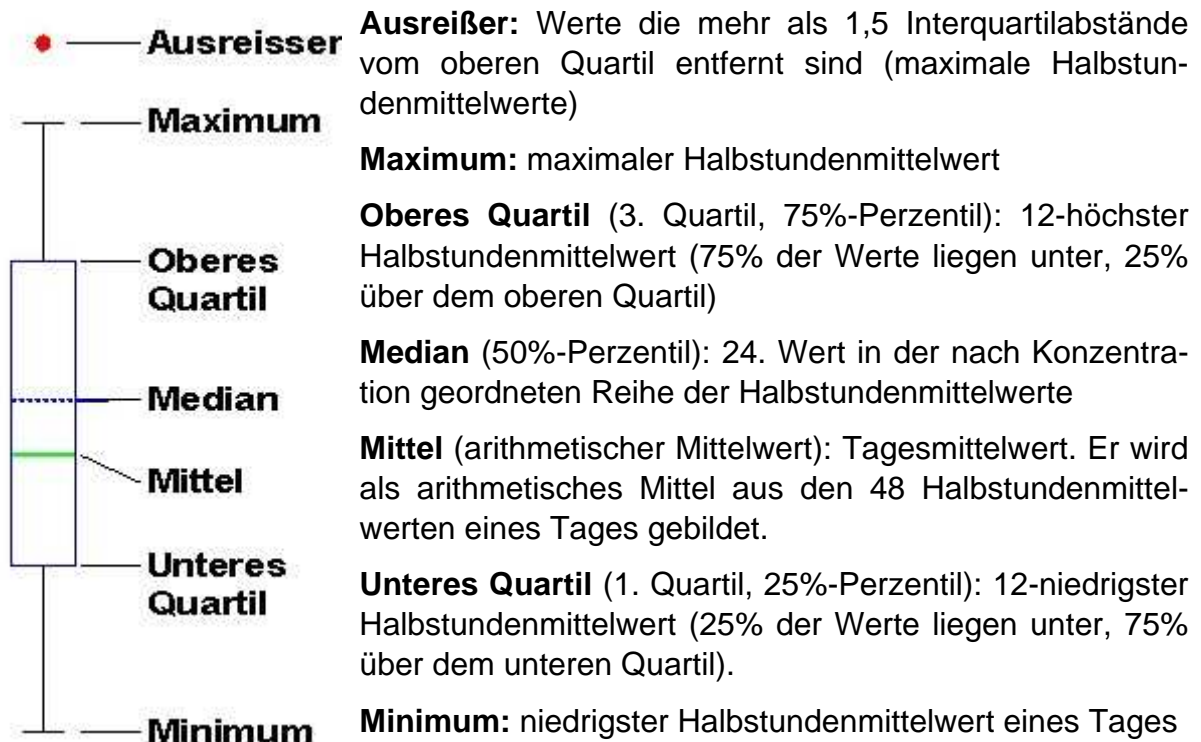 Ausreisser
Maximum
Oberes
Quartil
Median
Mittel
Unteres
Quartil
Minimum
Ausreißer: Werte die mehr als 1,5 Interquartilabstände
vom oberen Quartil entfernt sind (maximale Halbstun-
denmittelwerte)
Maximum: maximaler Halbstundenmittelwert
Oberes Quartil (3. Quartil, 75%-Perzentil): 12-höchster
Halbstundenmittelwert (75% der Werte liegen unter, 25%
über dem oberen Quartil)
Median (50%-Perzentil): 24. Wert in der nach Konzentra-
tion geordneten Reihe der Halbstundenmittelwerte
Mittel (arithmetischer Mittelwert): Tagesmittelwert. Er wird
als arithmetisches Mittel aus den 48 Halbstundenmittel-
werten eines Tages gebildet.
Unteres Quartil (1. Quartil, 25%-Perzentil): 12-niedrigster
Halbstundenmittelwert (25% der Werte liegen unter, 75%
über dem unteren Quartil).
Minimum: niedrigster Halbstundenmittelwert eines Tages